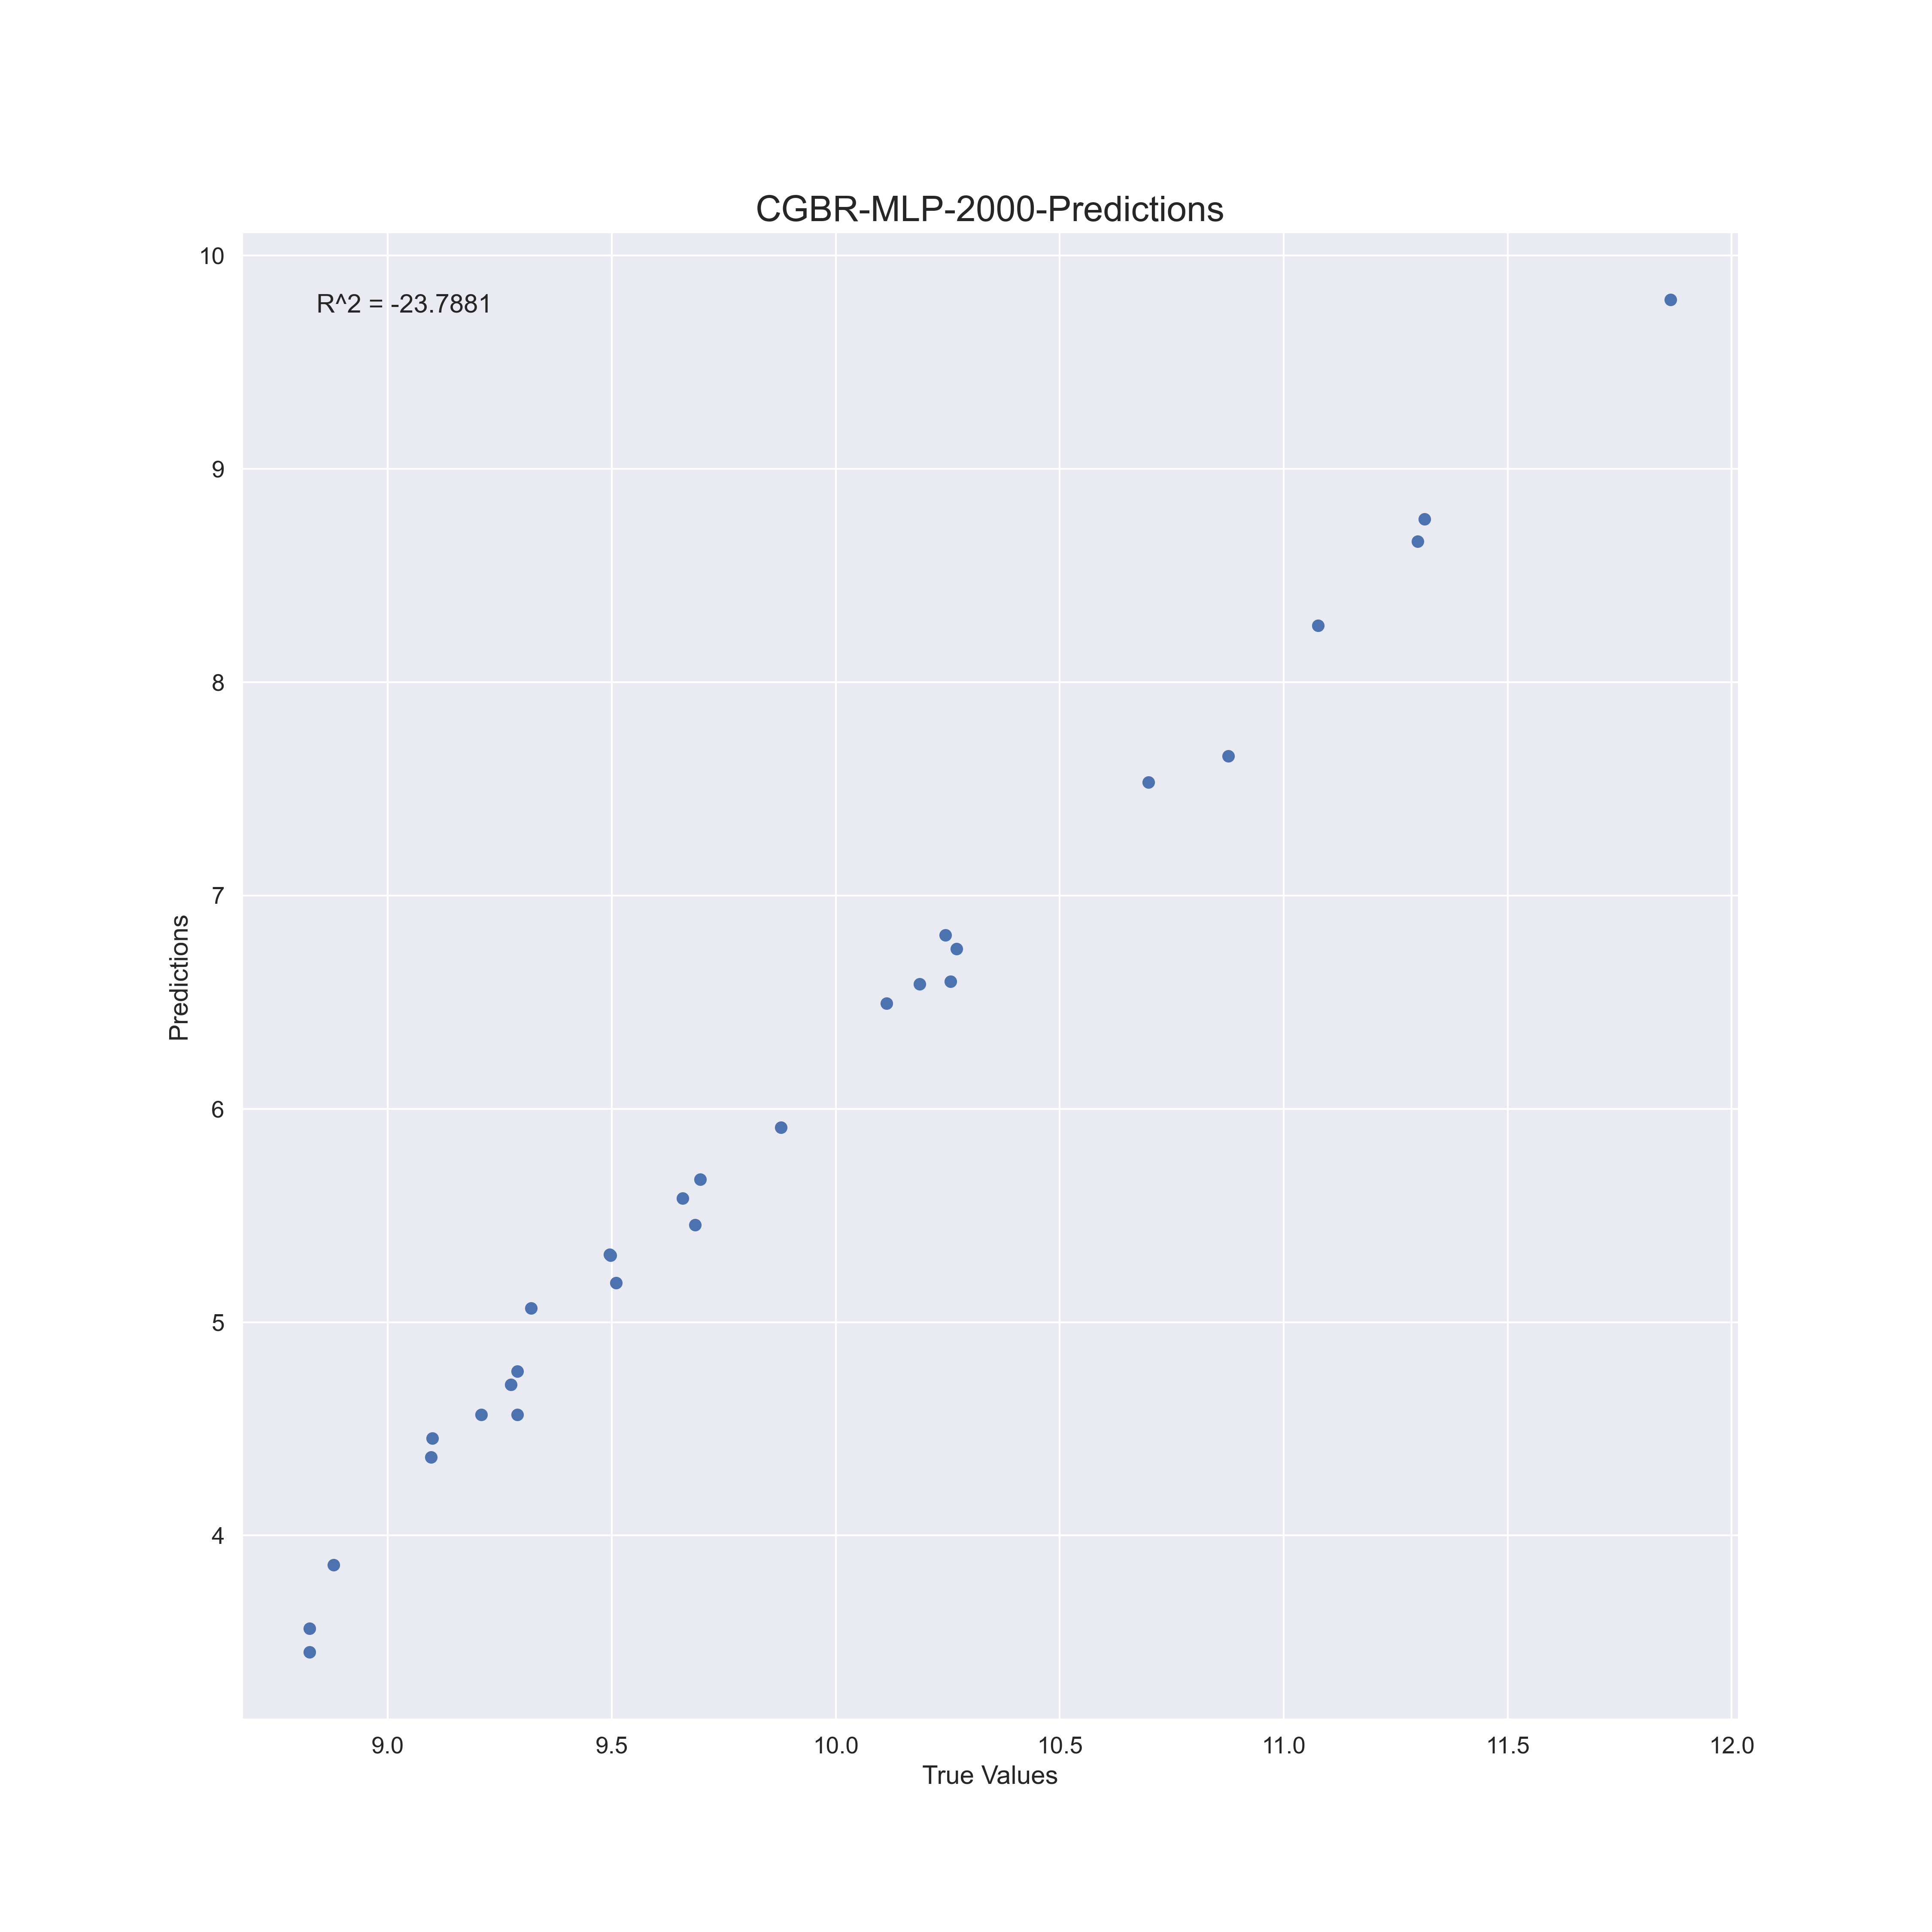 CGBR-MLP-2000-Predictions
R^2 = -23.7881
10
9
8
7
6
5
4
Predictions
9.0 9.5 10.0 10.5 11.0 11.5 12.0
True Values